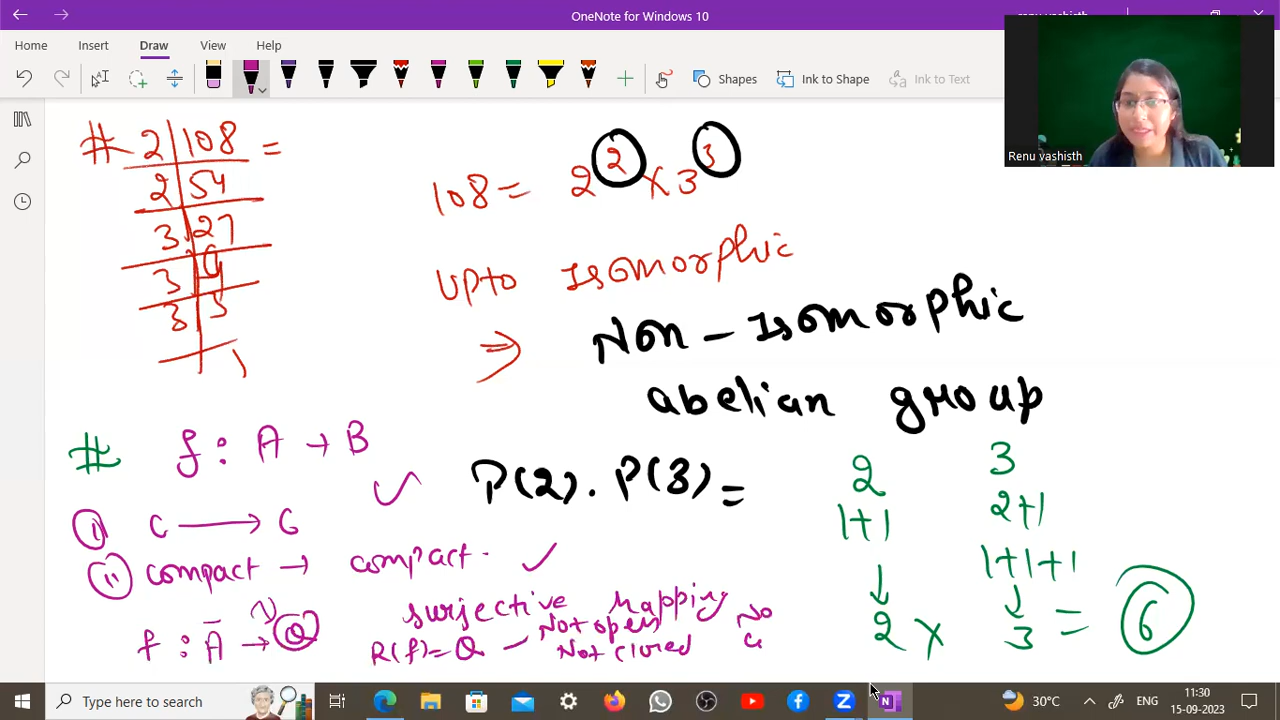 OneNote for Windows 10
renu vashisth
Home Insert Draw View Help
Shapes
Ink to Shape
Ink to Text
Renu vashisth
# 2 | 108 =
2 | 54
3 | 27
3 | 9
3 | 3
1
108 = 2^2 x 3^3
upto Isomorphic
⇒ Non - Isomorphic
abelian group
P(2) . P(3) =
2 3
1+1 2+1
1+1+1
↓ ↓
2 x 3 = 6
# f : A → B
(i) C → C
(ii) compact → compact. ✓
surjective mapping
f : A → Q
R(f) = Q - Not open
Not closed
No
Type here to search
30°C
ENG
11:30
15-09-2023